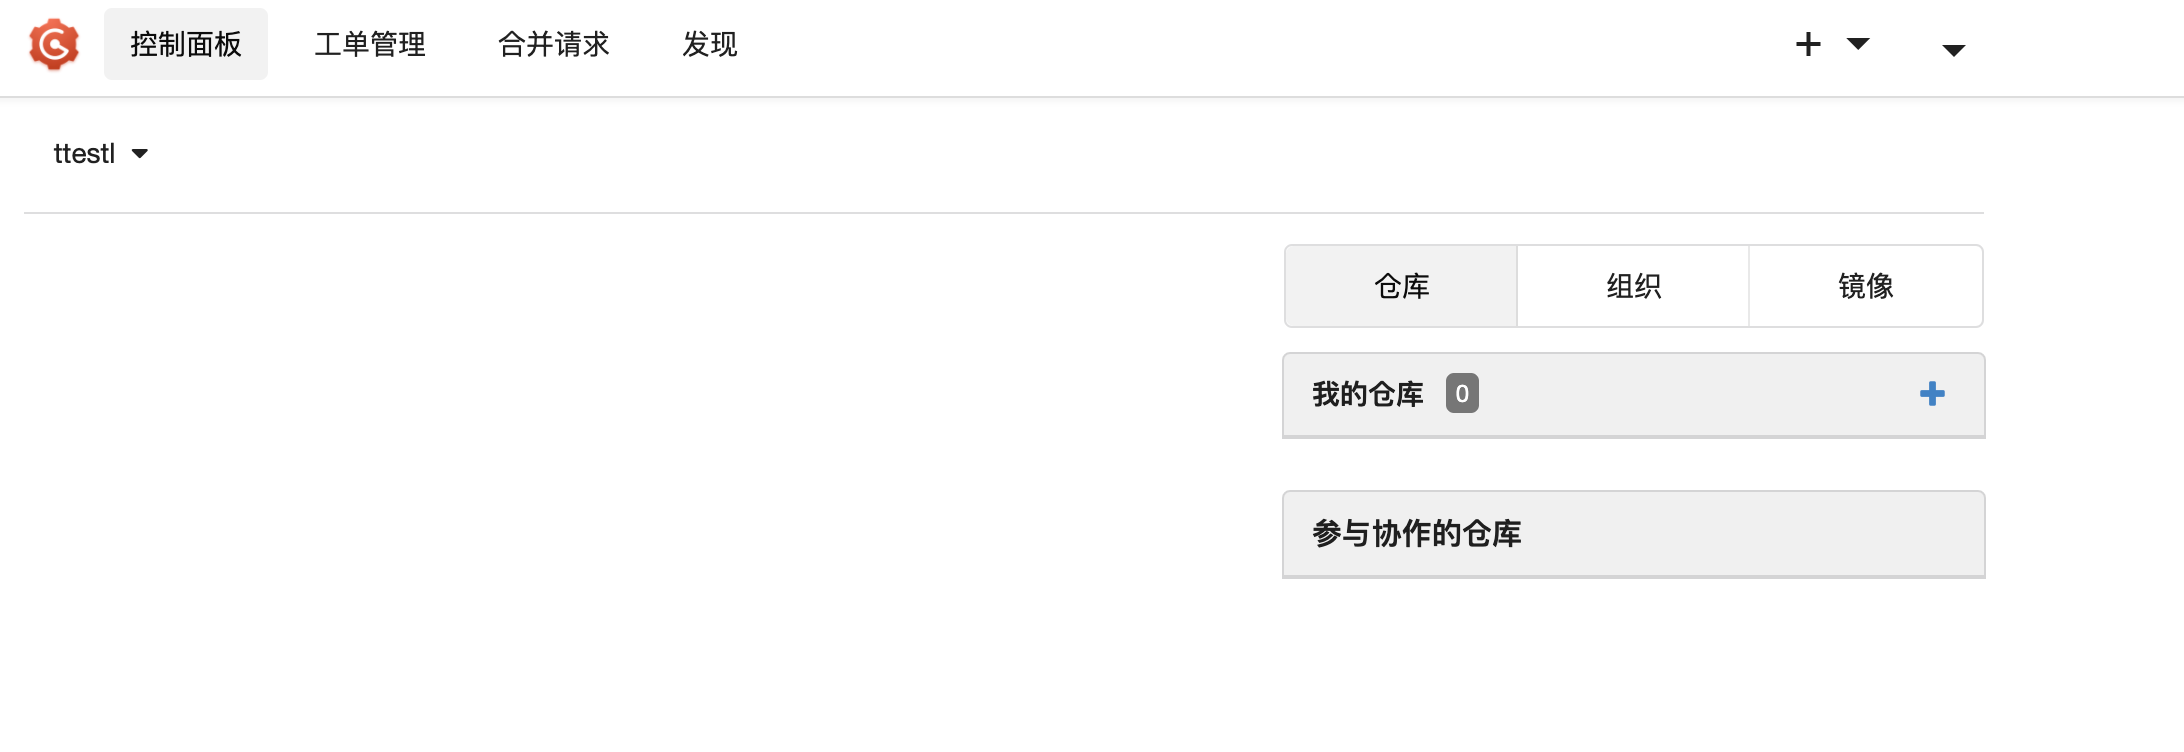 控制面板 工单管理 合并请求 发现
ttestl
仓库 组织 镜像
我的仓库 0
参与协作的仓库